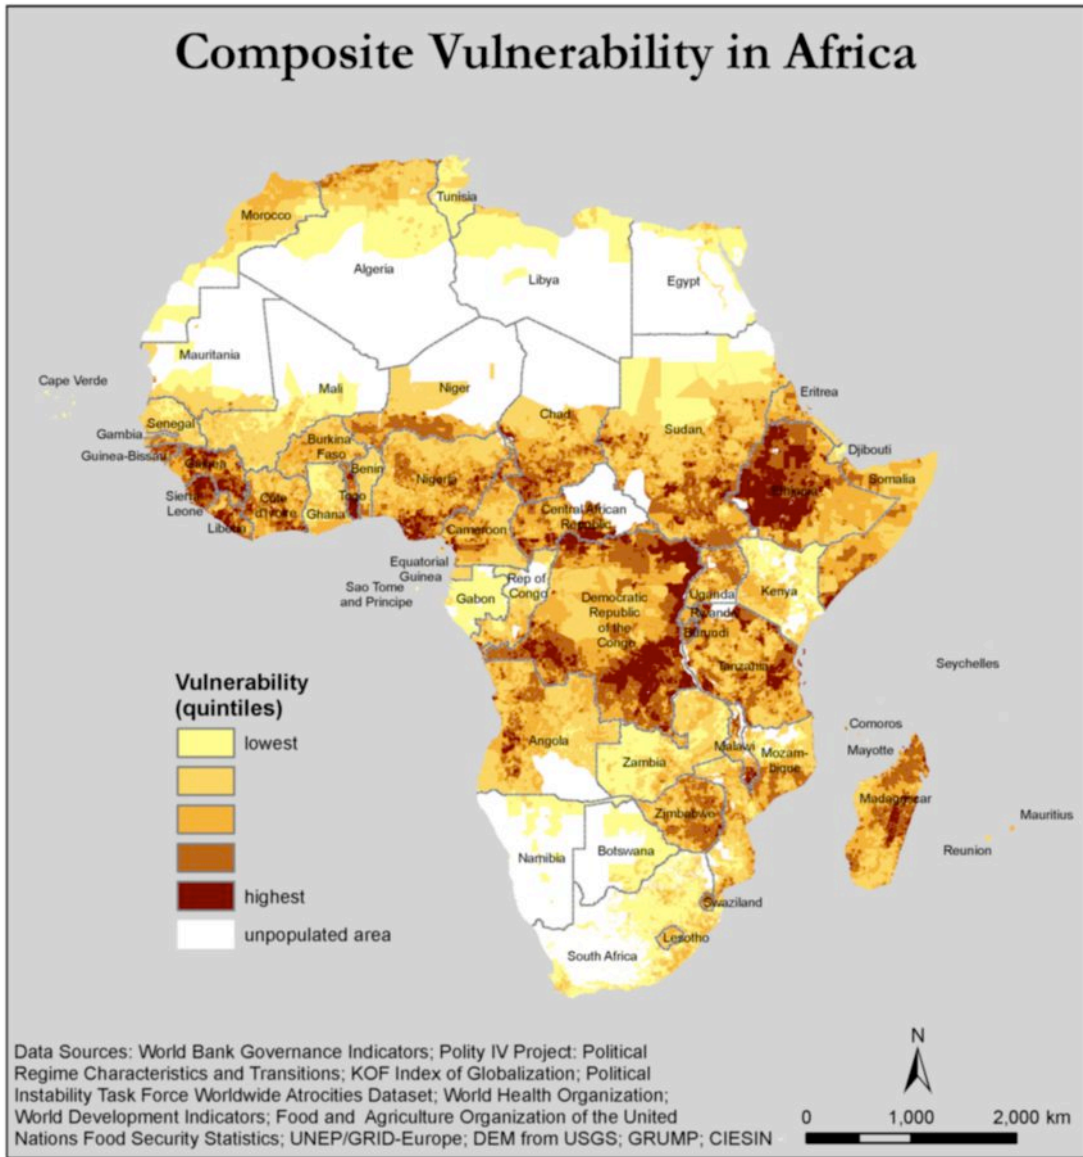 Composite Vulnerability in Africa
Tunisia
Morocco
Algeria
Libya
Egypt
Mauritania
Cape Verde
Mali
Niger
Eritrea
Chad
Senegal
Sudan
Gambia
Burkina
Faso
Djibouti
Guinea-Bissau
Guinea
Benin
Nigeria
Ethiopia
Somalia
Sierra
Leone
Côte
d'Ivoire
Togo
Ghana
Liberia
Central African
Republic
Cameroon
Equatorial
Guinea
Sao Tome
and Principe
Rep of
Congo
Gabon
Democratic
Republic
of the
Congo
Uganda
Kenya
Rwanda
Burundi
Tanzania
Seychelles
Comoros
Mayotte
Angola
Zambia
Malawi
Mozam-
bique
Madagascar
Mauritius
Reunion
Zimbabwe
Namibia
Botswana
Swaziland
Lesotho
South Africa
Vulnerability
(quintiles)
lowest
highest
unpopulated area
Data Sources: World Bank Governance Indicators; Polity IV Project: Political
Regime Characteristics and Transitions; KOF Index of Globalization; Political
Instability Task Force Worldwide Atrocities Dataset; World Health Organization;
World Development Indicators; Food and Agriculture Organization of the United
Nations Food Security Statistics; UNEP/GRID-Europe; DEM from USGS; GRUMP; CIESIN
N
0 1,000 2,000 km